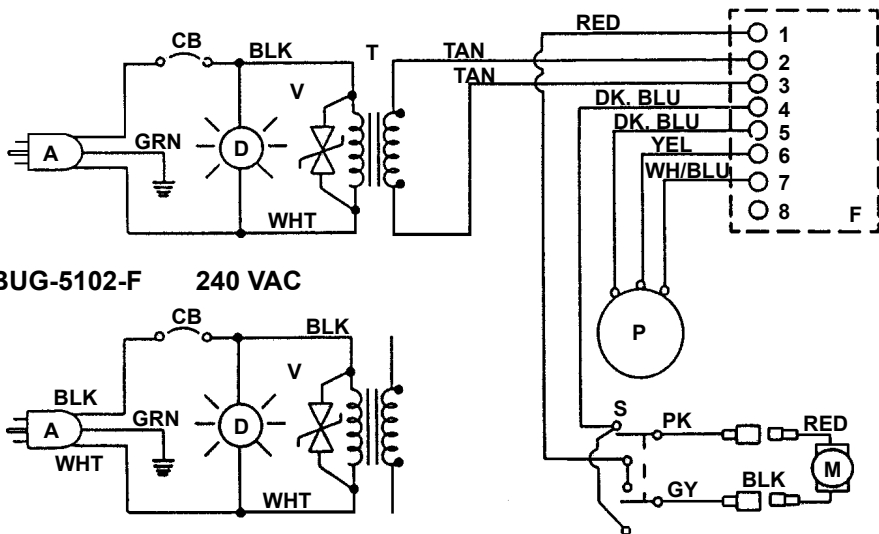 RED
1
CB
BLK
T
TAN
2
TAN
3
V
DK. BLU
4
DK. BLU
5
A
GRN
D
YEL
6
WH/BLU
7
WHT
8
F
BUG-5102-F 240 VAC
P
CB
BLK
V
BLK
GRN
A
D
WHT
WHT
S
PK
RED
M
GY
BLK